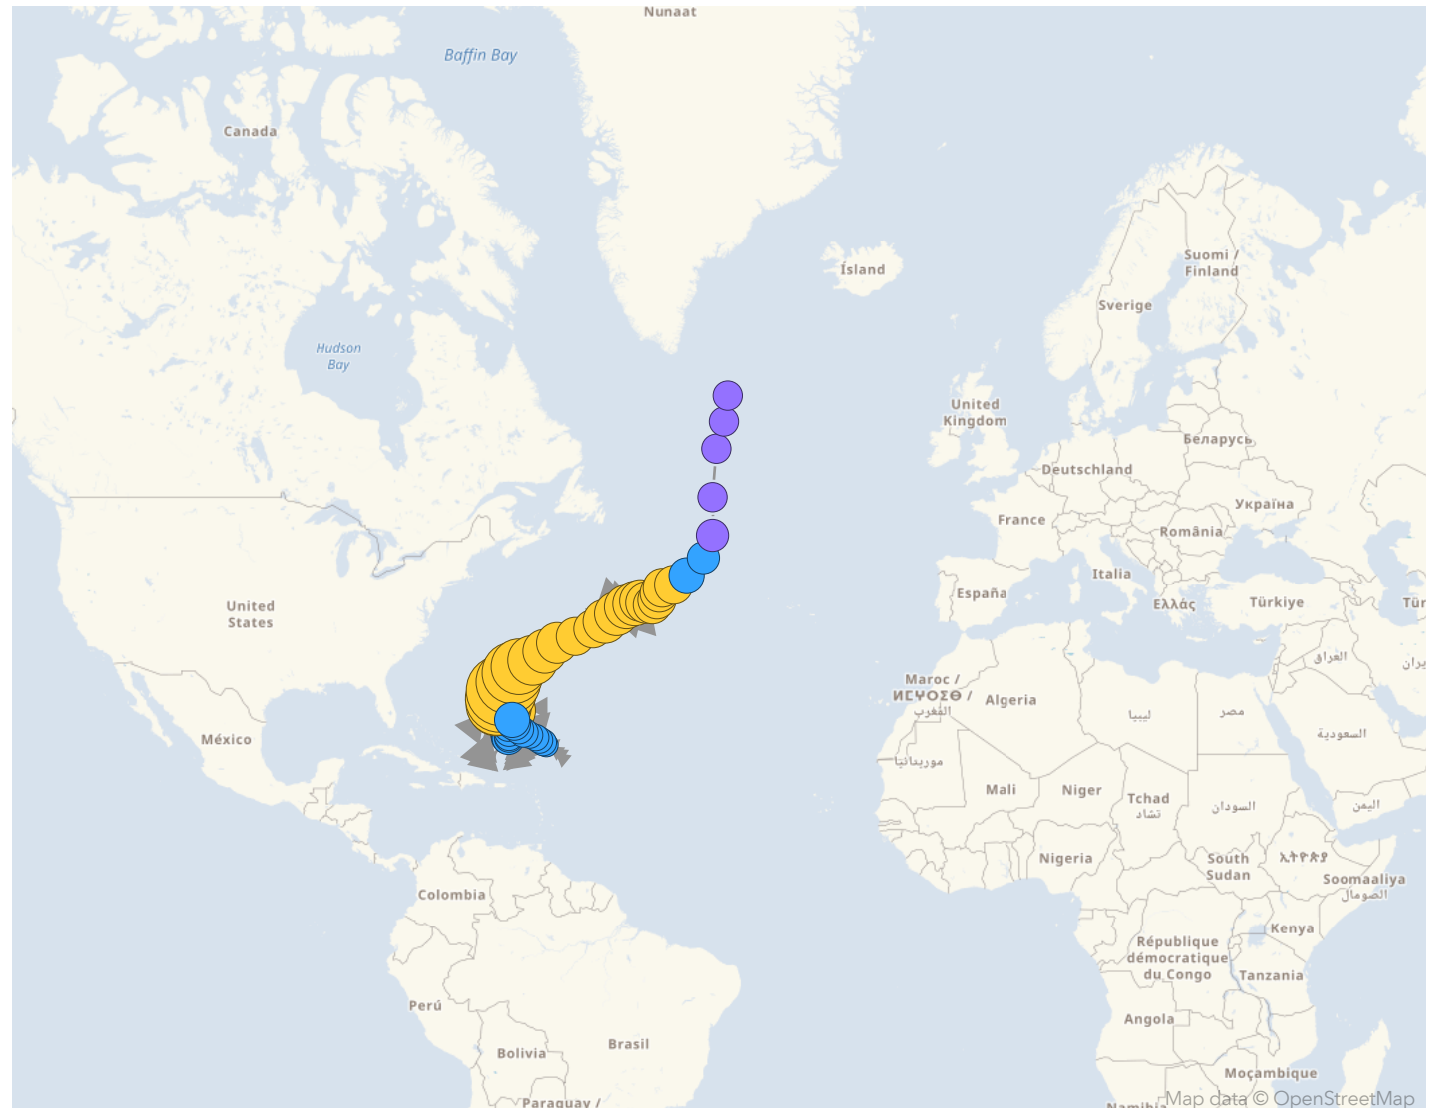 Nunaat
Baffin Bay
Canada
Suomi /
Finland
Ísland
Sverige
Hudson
Bay
United
Kingdom
Беларусь
Deutschland
Україна
France
România
Italia
España
Ελλάς
Türkiye
Tür
United
States
العراق
ایران
Maroc /
ⵍⵎⵖⵔⵉⴱ /
المغرب
Algeria
ليبيا
مصر
السعودية
México
موريتانيا
Mali
Niger
Tchad
تشاد
السودان
اليمن
Nigeria
South
Sudan
ኢትዮጵያ
Soomaaliya
الصومال
Colombia
Kenya
République
démocratique
du Congo
Tanzania
Perú
Angola
Brasil
Bolivia
Moçambique
Paraguay /
Namibia
Map data © OpenStreetMap